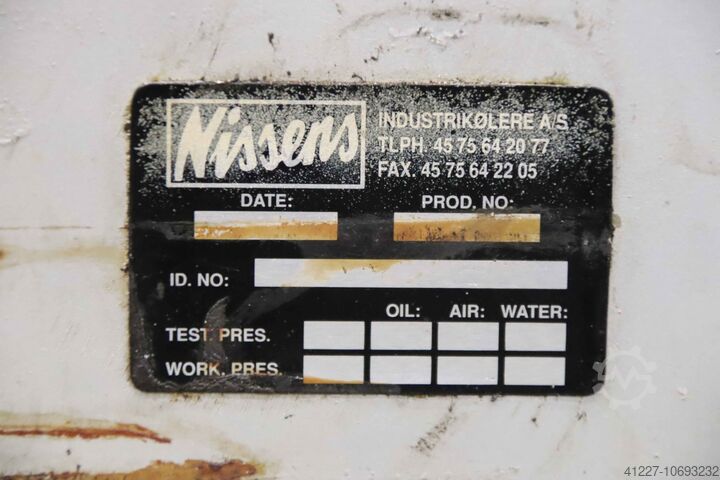 Nissens
INDUSTRIKØLERE A/S
TLPH. 45 75 64 20 77
FAX. 45 75 64 22 05
DATE: PROD. NO:
ID. NO:
OIL: AIR: WATER:
TEST. PRES.
WORK. PRES.
41227-10693232